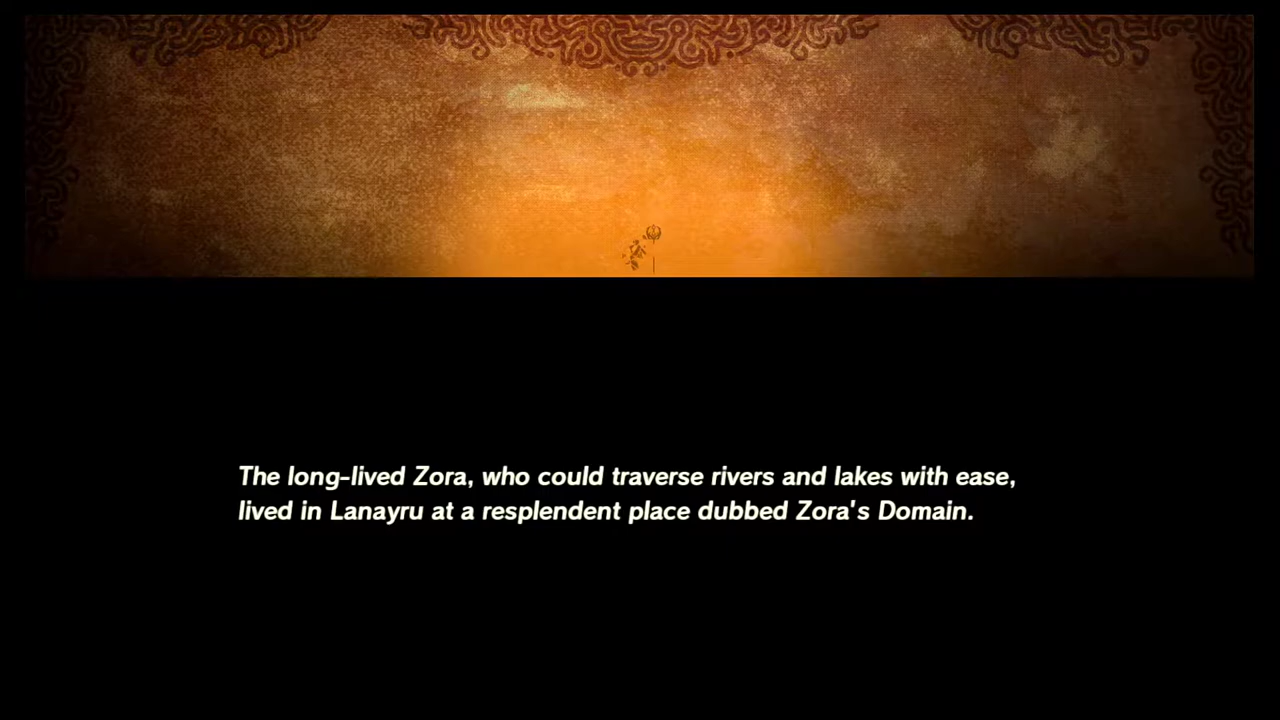 The long-lived Zora, who could traverse rivers and lakes with ease,
lived in Lanayru at a resplendent place dubbed Zora's Domain.